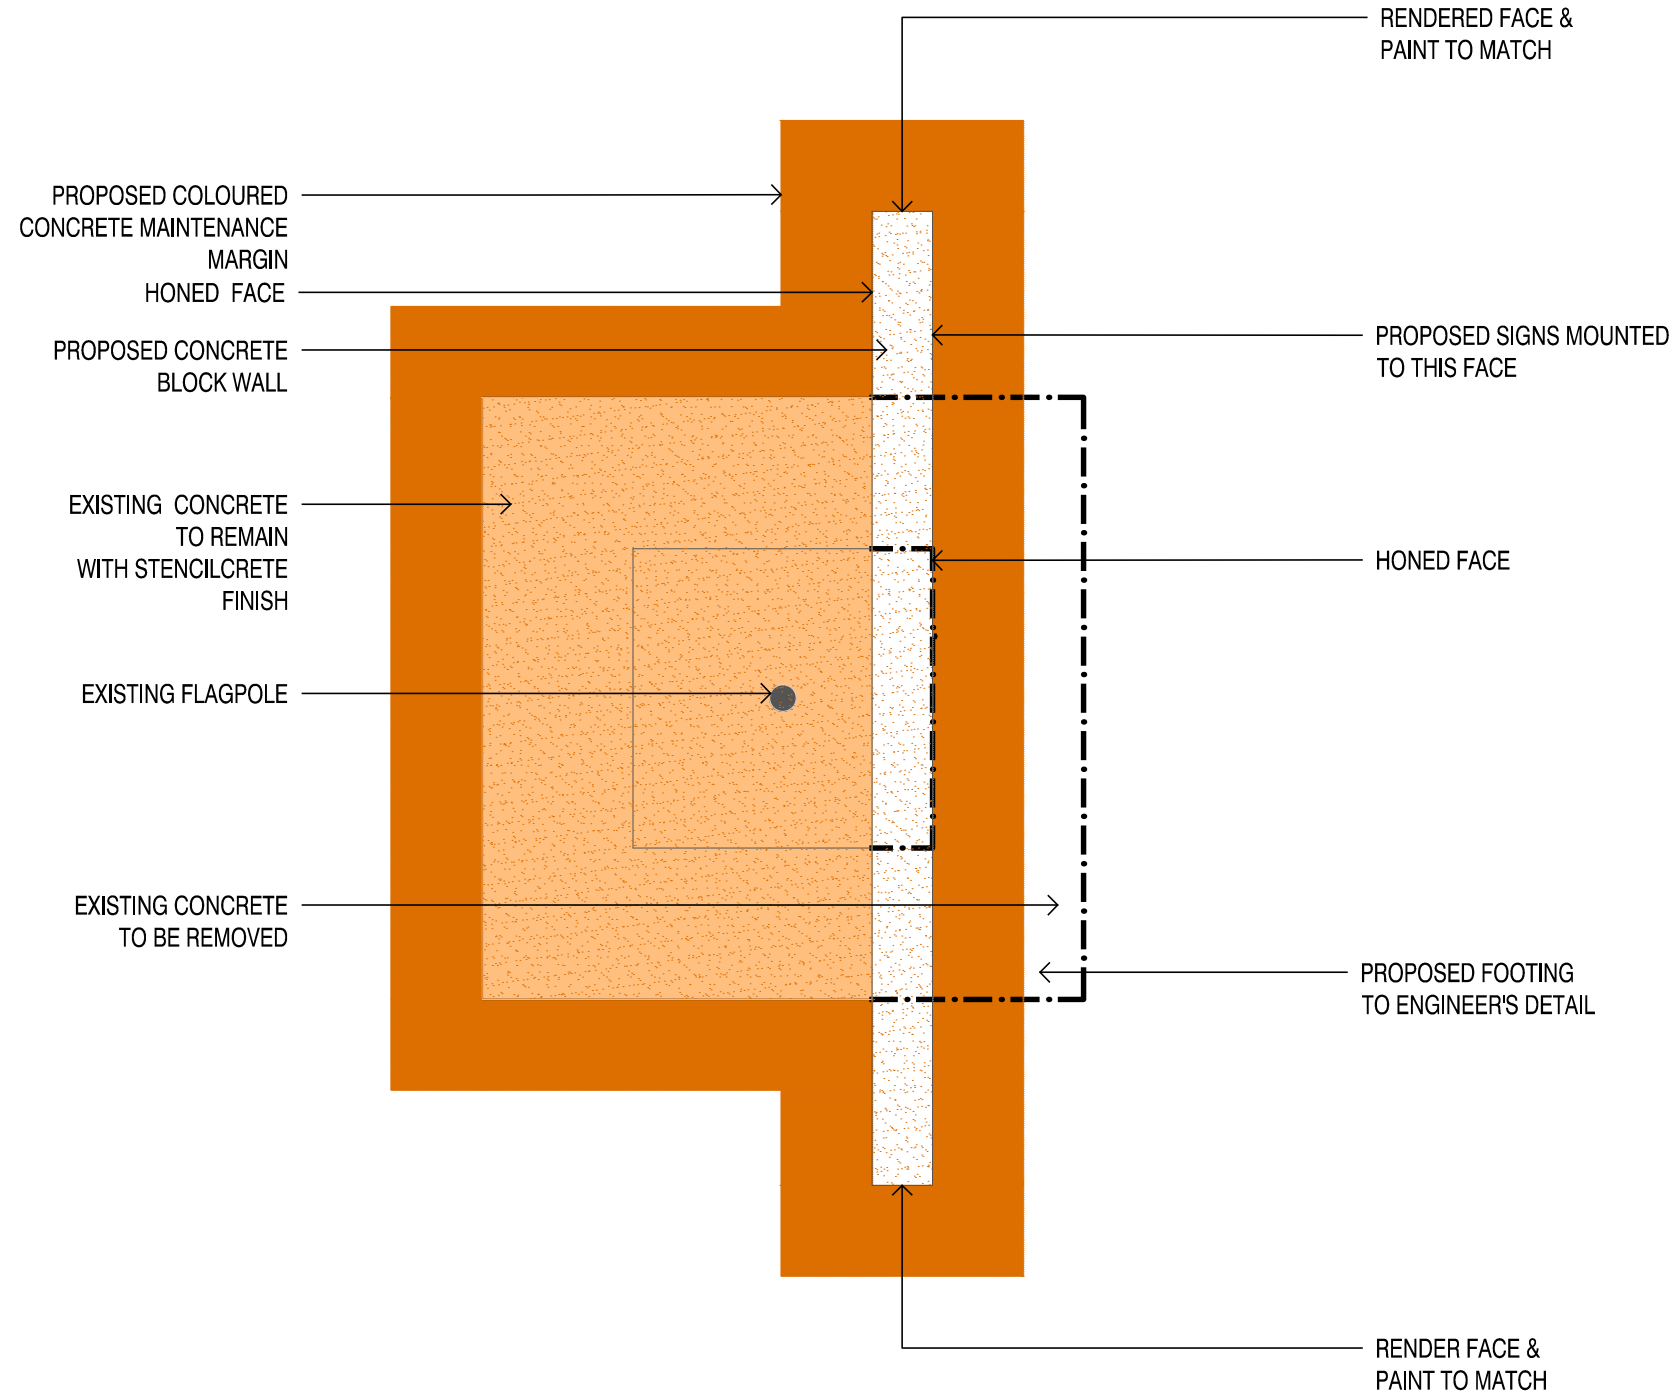 RENDERED FACE &
PAINT TO MATCH
PROPOSED COLOURED
CONCRETE MAINTENANCE
MARGIN
HONED FACE
PROPOSED CONCRETE
BLOCK WALL
PROPOSED SIGNS MOUNTED
TO THIS FACE
EXISTING CONCRETE
TO REMAIN
WITH STENCILCRETE
FINISH
HONED FACE
EXISTING FLAGPOLE
EXISTING CONCRETE
TO BE REMOVED
PROPOSED FOOTING
TO ENGINEER'S DETAIL
RENDER FACE &
PAINT TO MATCH